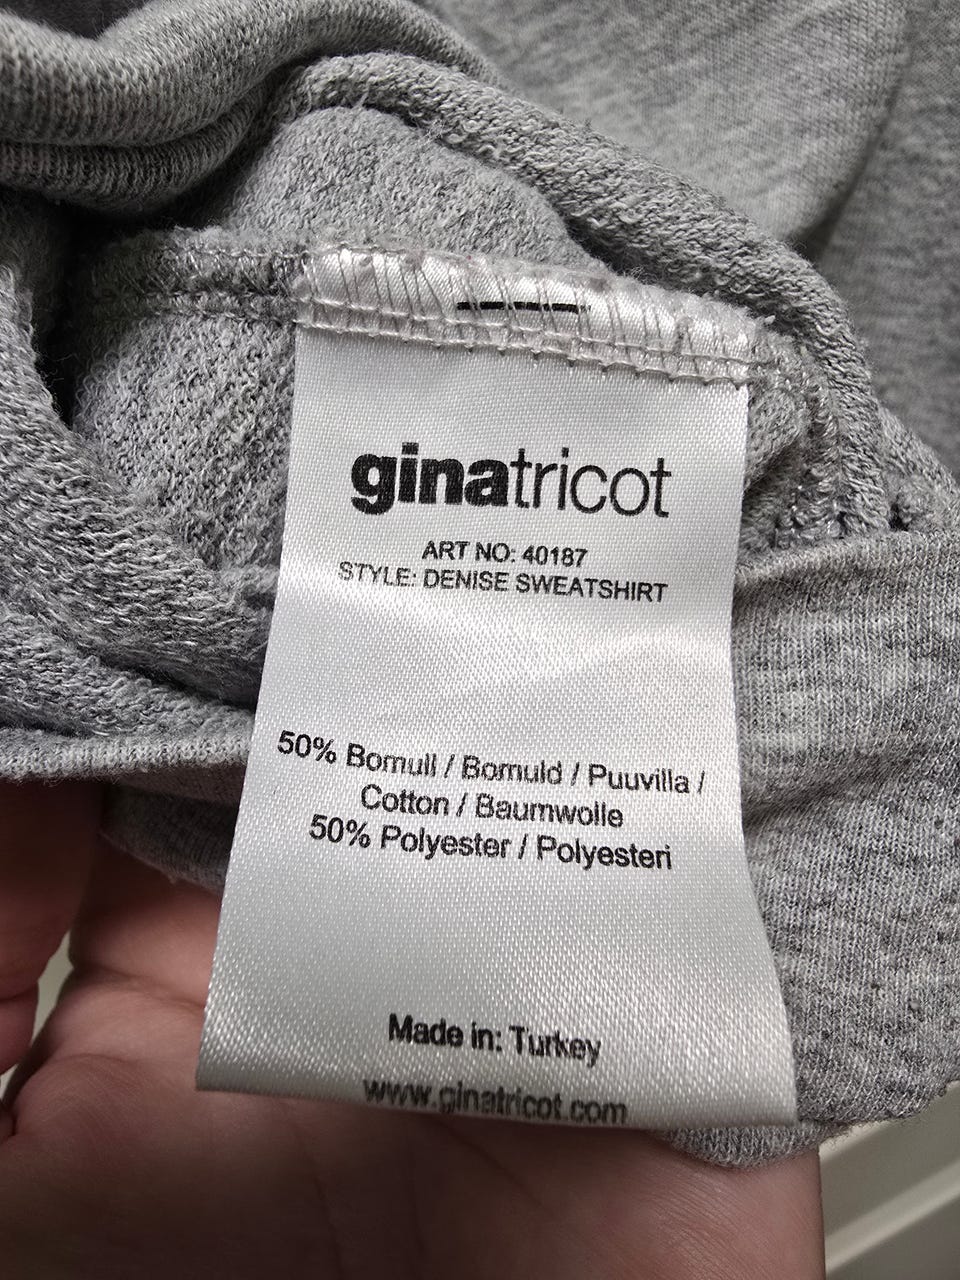 ginatricot
ART NO: 40187
STYLE: DENISE SWEATSHIRT
50% Bomull / Bomuld / Puuvilla /
Cotton / Baumwolle
50% Polyester / Polyesteri
Made in: Turkey
www.ginatricot.com